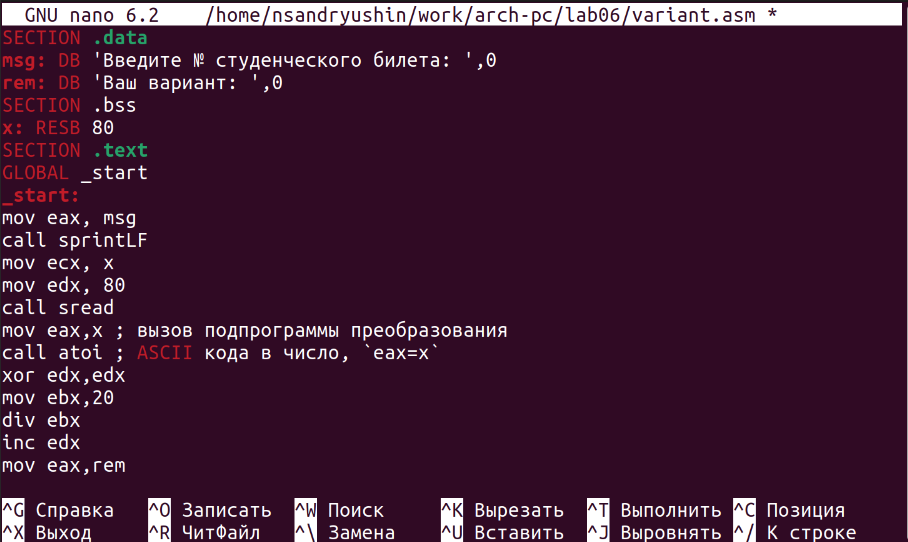 GNU nano 6.2 /home/nsandryushin/work/arch-pc/lab06/variant.asm *
SECTION .data
msg: DB 'Введите № студенческого билета: ',0
rem: DB 'Ваш вариант: ',0
SECTION .bss
x: RESB 80
SECTION .text
GLOBAL _start
_start:
mov eax, msg
call sprintLF
mov ecx, x
mov edx, 80
call sread
mov eax,x ; вызов подпрограммы преобразования
call atoi ; ASCII кода в число, `eax=x`
xor edx,edx
mov ebx,20
div ebx
inc edx
mov eax,rem
^G Справка ^O Записать ^W Поиск ^K Вырезать ^T Выполнить ^C Позиция
^X Выход ^R ЧитФайл ^\ Замена ^U Вставить ^J Выровнять ^/ К строке